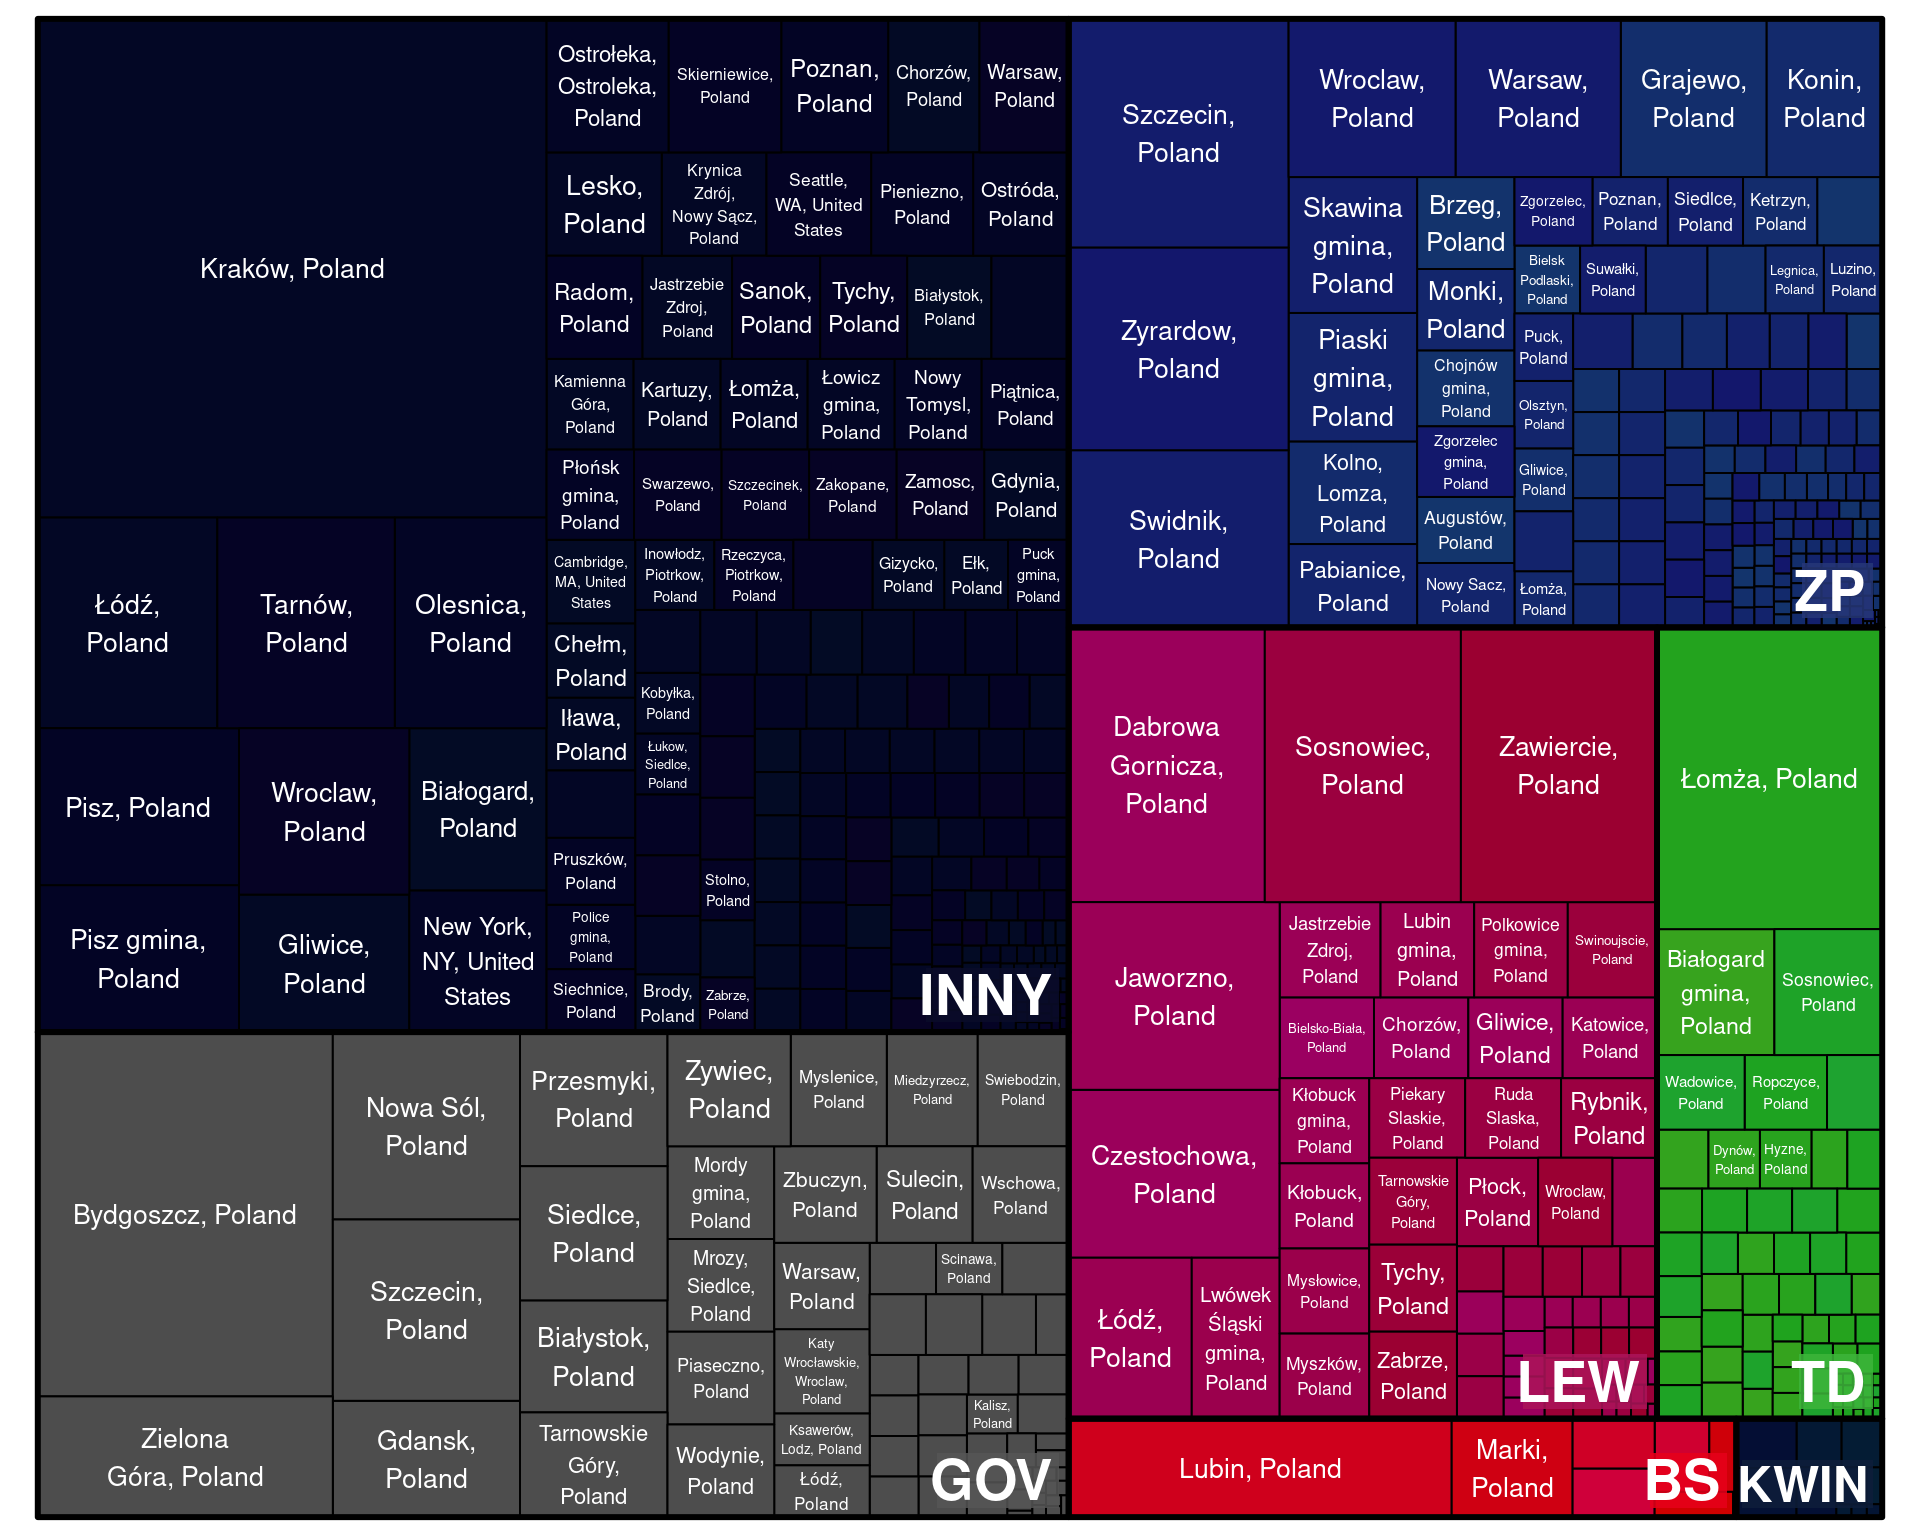 Kraków, Poland
Łódź,
Poland
Tarnów,
Poland
Olesnica,
Poland
Pisz, Poland
Wroclaw,
Poland
Białogard,
Poland
Pisz gmina,
Poland
Gliwice,
Poland
New York,
NY, United
States
Ostrołeka,
Ostroleka,
Poland
Skierniewice,
Poland
Poznan,
Poland
Chorzów,
Poland
Warsaw,
Poland
Lesko,
Poland
Krynica
Zdrój,
Nowy Sącz,
Poland
Seattle,
WA, United
States
Pieniezno,
Poland
Ostróda,
Poland
Radom,
Poland
Jastrzebie
Zdroj,
Poland
Sanok,
Poland
Tychy,
Poland
Białystok,
Poland
Kamienna
Góra,
Poland
Kartuzy,
Poland
Łomża,
Poland
Łowicz
gmina,
Poland
Nowy
Tomysl,
Poland
Piątnica,
Poland
Płońsk
gmina,
Poland
Swarzewo,
Poland
Szczecinek,
Poland
Zakopane,
Poland
Zamosc,
Poland
Gdynia,
Poland
Cambridge,
MA, United
States
Inowłodz,
Piotrkow,
Poland
Rzeczyca,
Piotrkow,
Poland
Gizycko,
Poland
Ełk,
Poland
Puck
gmina,
Poland
Chełm,
Poland
Kobyłka,
Poland
Iława,
Poland
Łukow,
Siedlce,
Poland
Pruszków,
Poland
Stolno,
Poland
Police
gmina,
Poland
Siechnice,
Poland
Brody,
Poland
Zabrze,
Poland
INNY
Szczecin,
Poland
Zyrardow,
Poland
Swidnik,
Poland
Wroclaw,
Poland
Warsaw,
Poland
Grajewo,
Poland
Konin,
Poland
Skawina
gmina,
Poland
Piaski
gmina,
Poland
Kolno,
Lomza,
Poland
Pabianice,
Poland
Brzeg,
Poland
Monki,
Poland
Chojnów
gmina,
Poland
Zgorzelec
gmina,
Poland
Augustów,
Poland
Nowy Sacz,
Poland
Zgorzelec,
Poland
Poznan,
Poland
Siedlce,
Poland
Ketrzyn,
Poland
Bielsk
Podlaski,
Poland
Suwałki,
Poland
Legnica,
Poland
Luzino,
Poland
Puck,
Poland
Olsztyn,
Poland
Gliwice,
Poland
Łomża,
Poland
ZP
Dabrowa
Gornicza,
Poland
Sosnowiec,
Poland
Zawiercie,
Poland
Jaworzno,
Poland
Czestochowa,
Poland
Łódź,
Poland
Lwówek
Śląski
gmina,
Poland
Jastrzebie
Zdroj,
Poland
Lubin
gmina,
Poland
Polkowice
gmina,
Poland
Swinoujscie,
Poland
Bielsko-Biała,
Poland
Chorzów,
Poland
Gliwice,
Poland
Katowice,
Poland
Kłobuck
gmina,
Poland
Piekary
Slaskie,
Poland
Ruda
Slaska,
Poland
Rybnik,
Poland
Kłobuck,
Poland
Tarnowskie
Góry,
Poland
Płock,
Poland
Wroclaw,
Poland
Mysłowice,
Poland
Tychy,
Poland
Myszków,
Poland
Zabrze,
Poland
LEW
Łomża, Poland
Białogard
gmina,
Poland
Sosnowiec,
Poland
Wadowice,
Poland
Ropczyce,
Poland
Dynów,
Poland
Hyzne,
Poland
TD
Bydgoszcz, Poland
Zielona
Góra, Poland
Nowa Sól,
Poland
Szczecin,
Poland
Gdansk,
Poland
Przesmyki,
Poland
Siedlce,
Poland
Białystok,
Poland
Tarnowskie
Góry,
Poland
Zywiec,
Poland
Myslenice,
Poland
Miedzyrzecz,
Poland
Swiebodzin,
Poland
Mordy
gmina,
Poland
Zbuczyn,
Poland
Sulecin,
Poland
Wschowa,
Poland
Mrozy,
Siedlce,
Poland
Warsaw,
Poland
Scinawa,
Poland
Piaseczno,
Poland
Katy
Wrocławskie,
Wroclaw,
Poland
Wodynie,
Poland
Ksawerów,
Lodz, Poland
Łódź,
Poland
Kalisz,
Poland
GOV
Lubin, Poland
Marki,
Poland
BS
KWIN